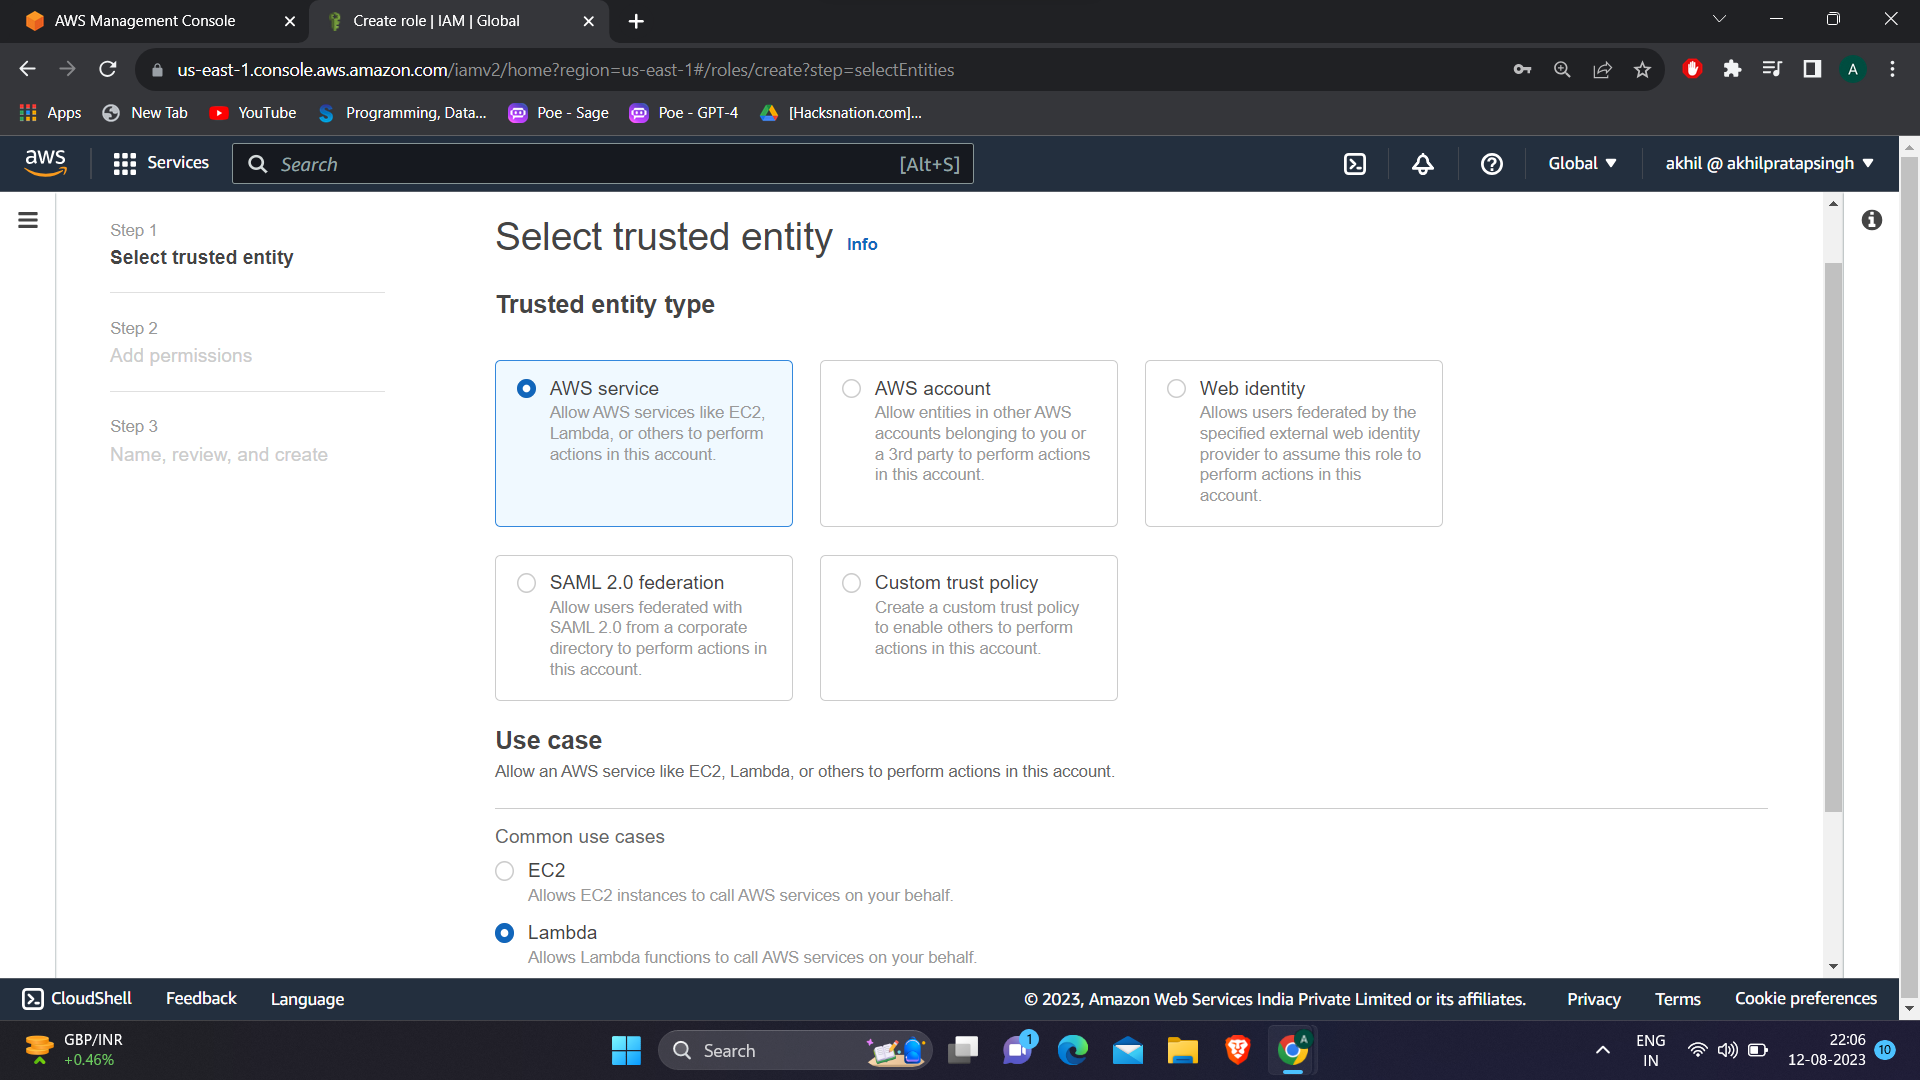 AWS Management Console
Create role | IAM | Global
us-east-1.console.aws.amazon.com/iamv2/home?region=us-east-1#/roles/create?step=selectEntities
A
Apps
New Tab
YouTube
Programming, Data...
Poe - Sage
Poe - GPT-4
[Hacksnation.com]...
aws
Services
Search
[Alt+S]
Global
akhil @ akhilpratapsingh
Step 1
Select trusted entity
Step 2
Add permissions
Step 3
Name, review, and create
Select trusted entity Info
Trusted entity type
AWS service
Allow AWS services like EC2,
Lambda, or others to perform
actions in this account.
AWS account
Allow entities in other AWS
accounts belonging to you or
a 3rd party to perform actions
in this account.
Web identity
Allows users federated by the
specified external web identity
provider to assume this role to
perform actions in this
account.
SAML 2.0 federation
Allow users federated with
SAML 2.0 from a corporate
directory to perform actions in
this account.
Custom trust policy
Create a custom trust policy
to enable others to perform
actions in this account.
Use case
Allow an AWS service like EC2, Lambda, or others to perform actions in this account.
Common use cases
EC2
Allows EC2 instances to call AWS services on your behalf.
Lambda
Allows Lambda functions to call AWS services on your behalf.
CloudShell
Feedback
Language
© 2023, Amazon Web Services India Private Limited or its affiliates.
Privacy
Terms
Cookie preferences
GBP/INR
+0.46%
Search
1
A
ENG
IN
22:06
12-08-2023
10